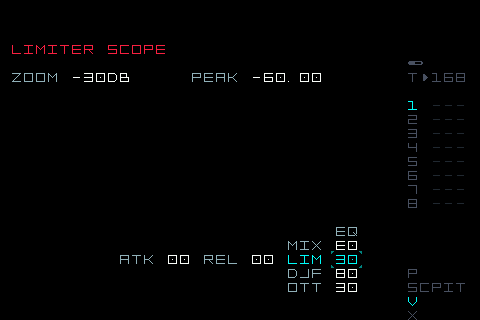 LIMITER SCOPE
ZOOM -30DB PEAK -60.00
T 168
1 ---
2 ---
3 ---
4 ---
5 ---
6 ---
7 ---
8 ---
EQ
MIX E0
ATK 00 REL 00 LIM 30
DJF 80
OTT 30
P
SCPIT
V
X